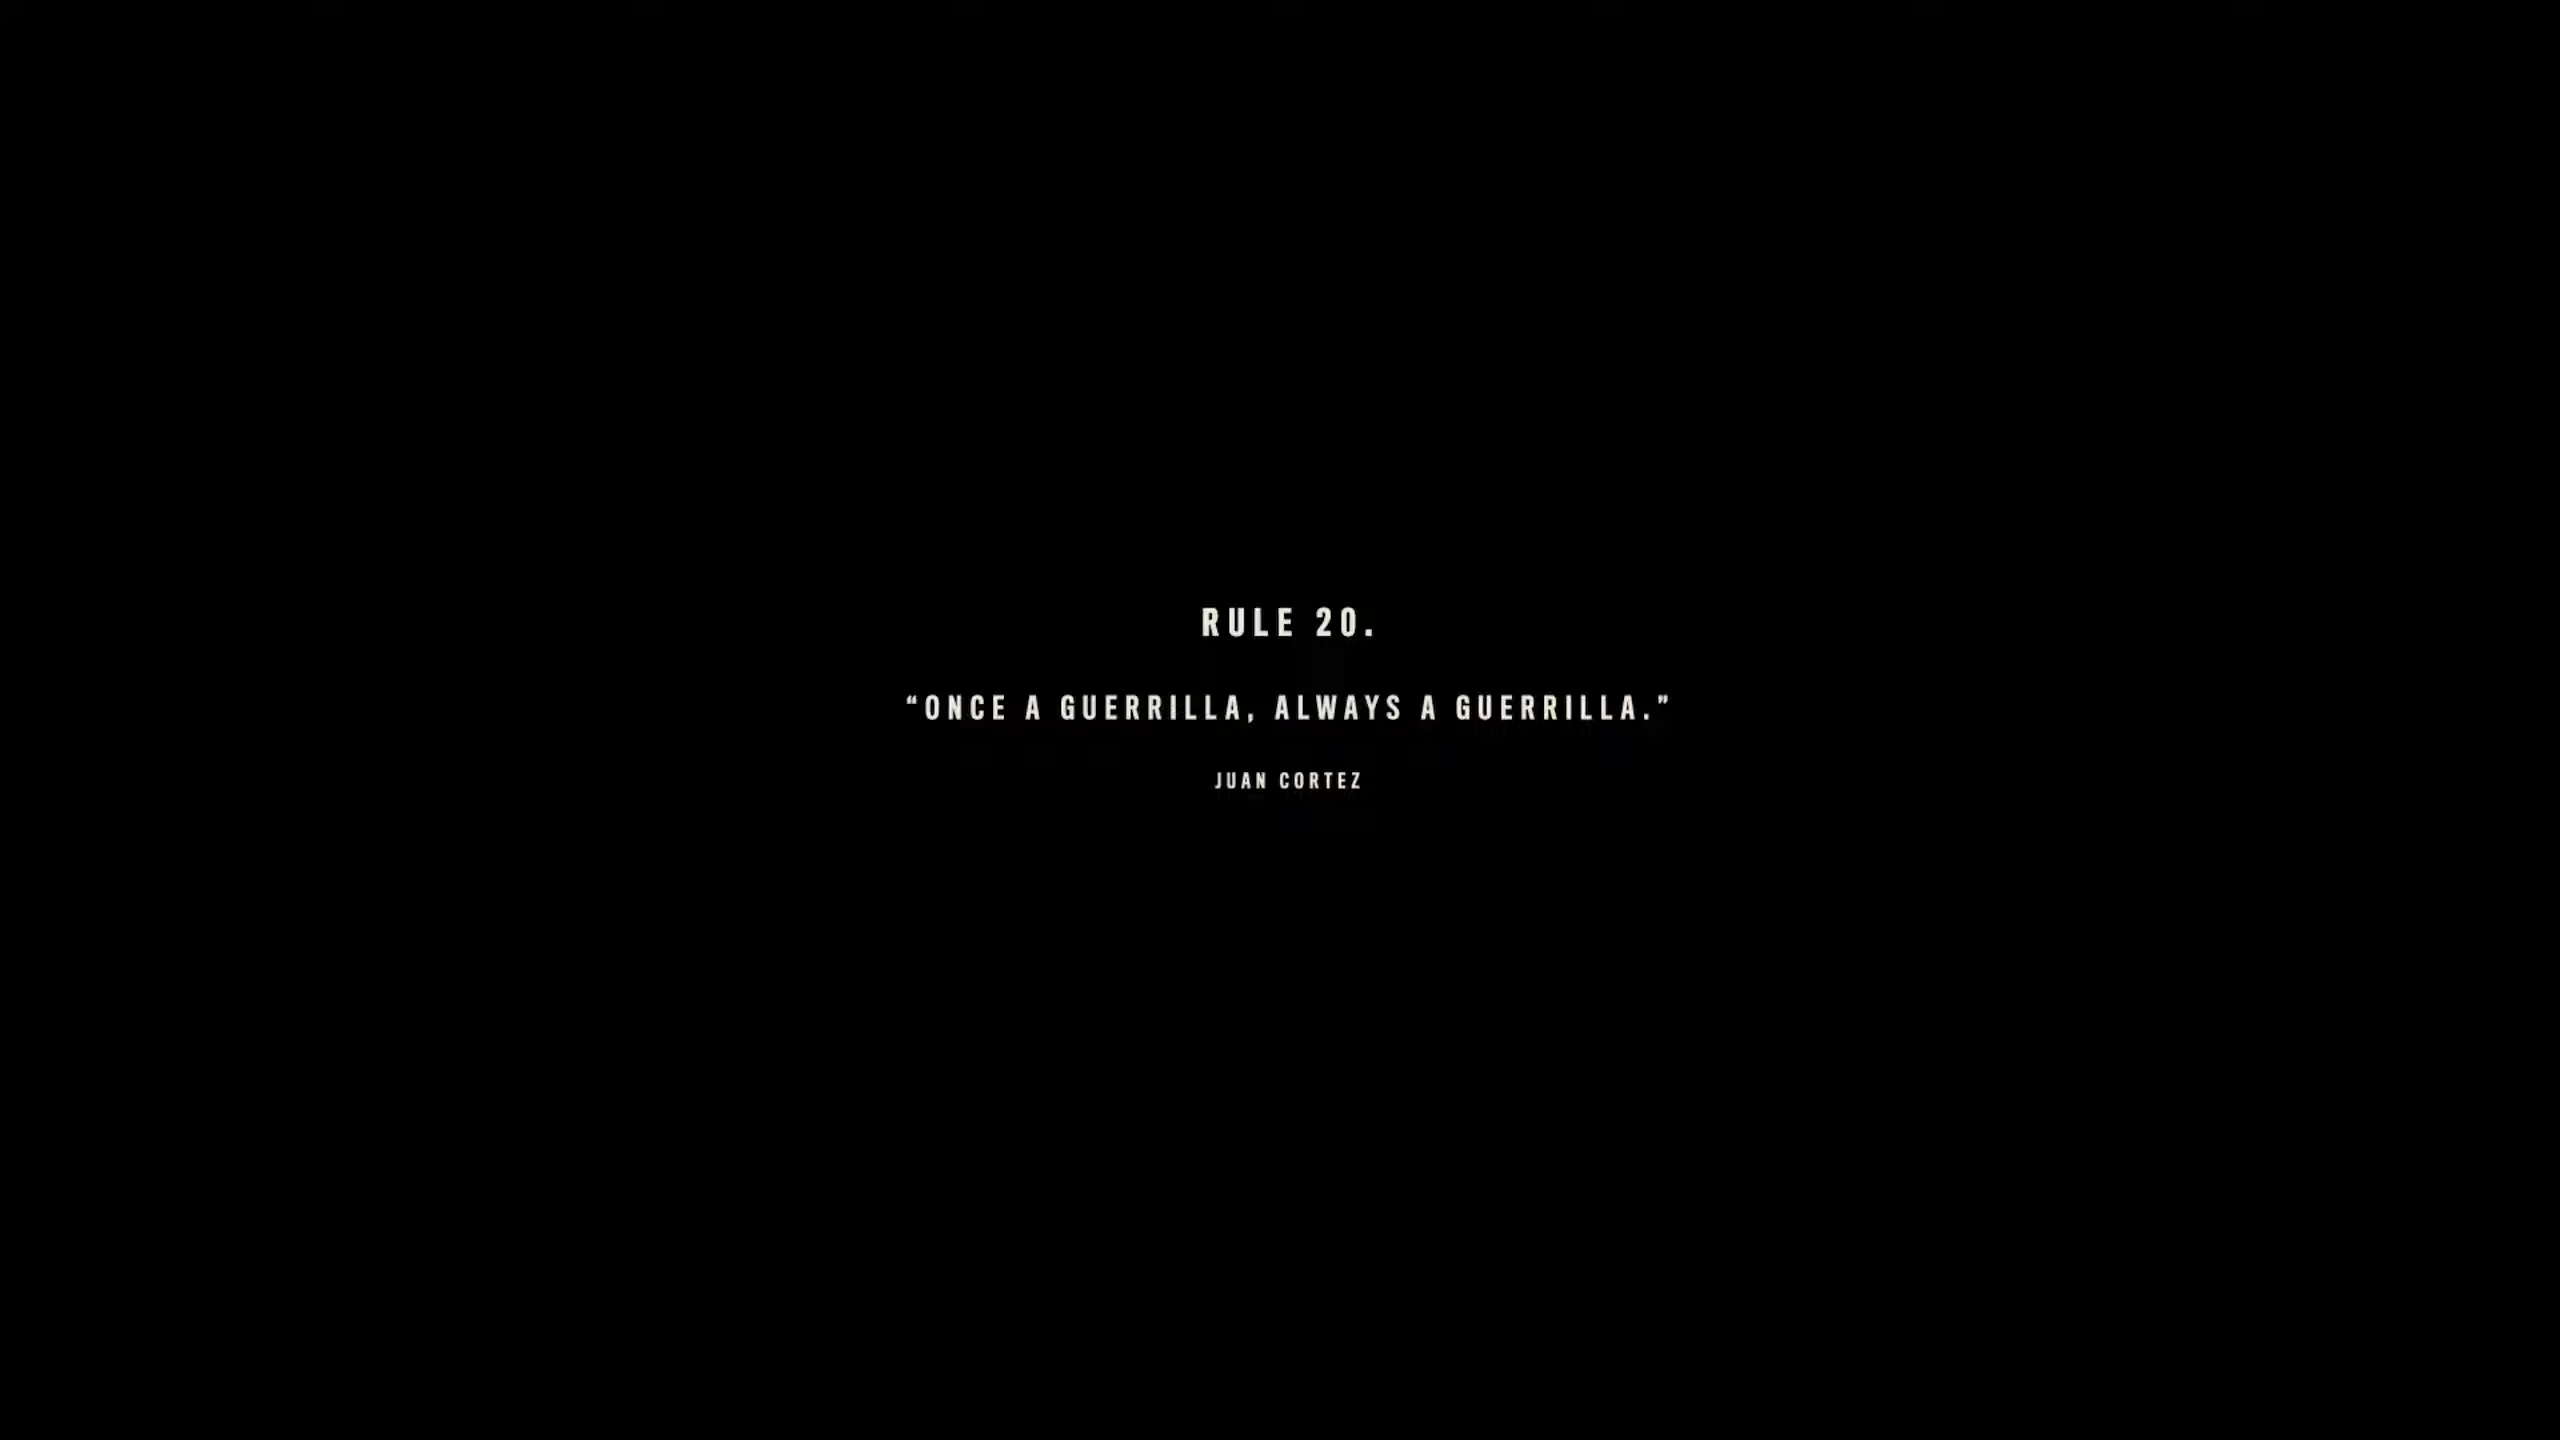 RULE 20.
“ONCE A GUERRILLA, ALWAYS A GUERRILLA.”
JUAN CORTEZ